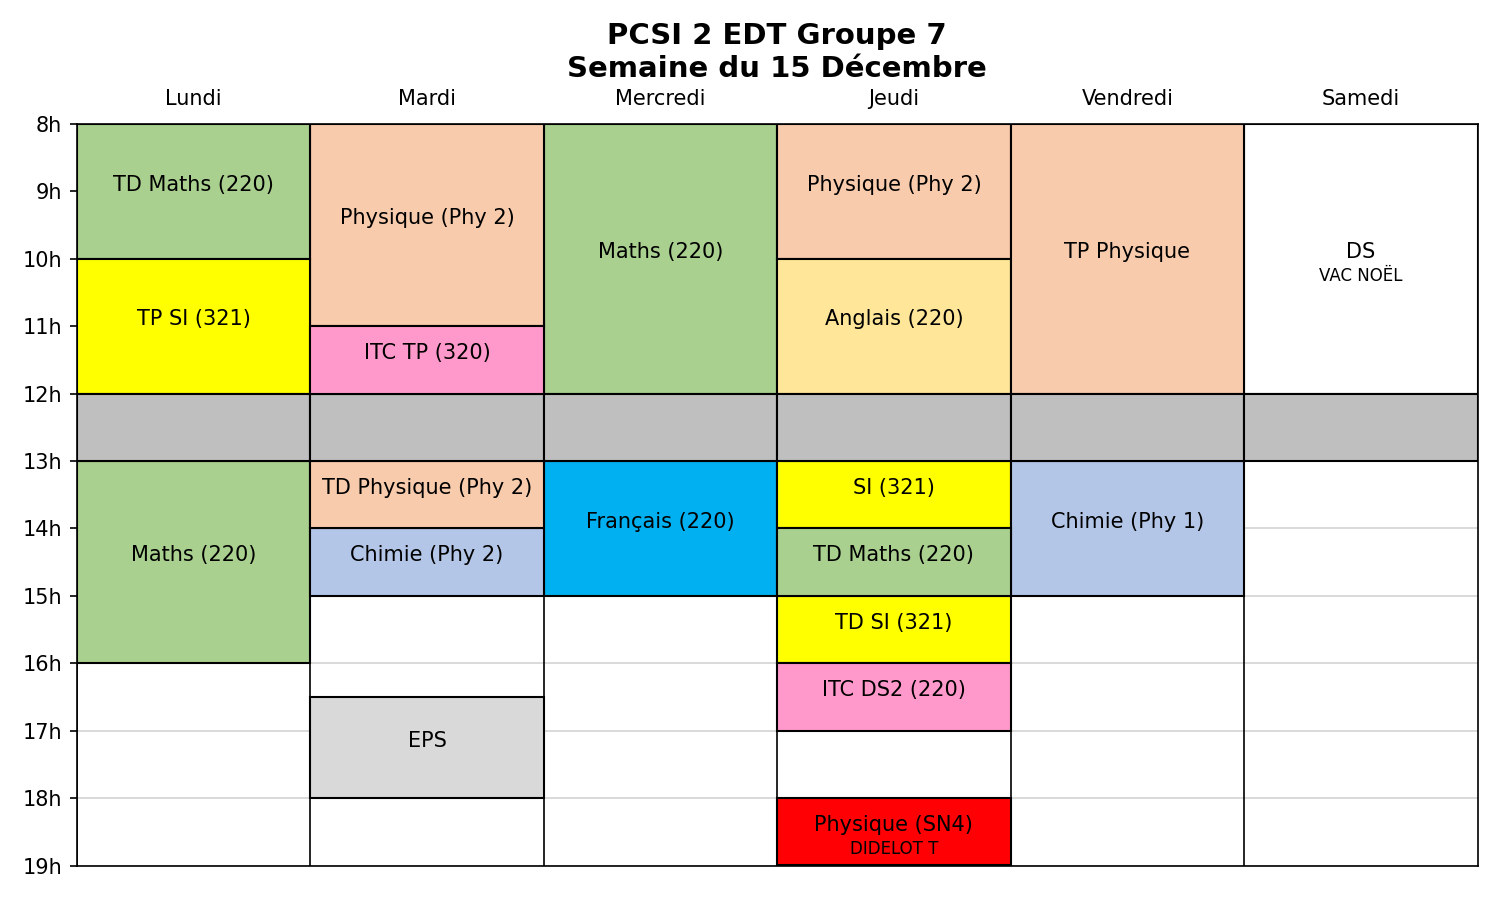 PCSI 2 EDT Groupe 7
Semaine du 15 Décembre
Lundi
Mardi
Mercredi
Jeudi
Vendredi
Samedi
8h
9h
10h
11h
12h
13h
14h
15h
16h
17h
18h
19h
TD Maths (220)
TP SI (321)
Maths (220)
Physique (Phy 2)
ITC TP (320)
TD Physique (Phy 2)
Chimie (Phy 2)
EPS
Maths (220)
Français (220)
Physique (Phy 2)
Anglais (220)
SI (321)
TD Maths (220)
TD SI (321)
ITC DS2 (220)
Physique (SN4)
DIDELOT T
TP Physique
Chimie (Phy 1)
DS
VAC NOËL